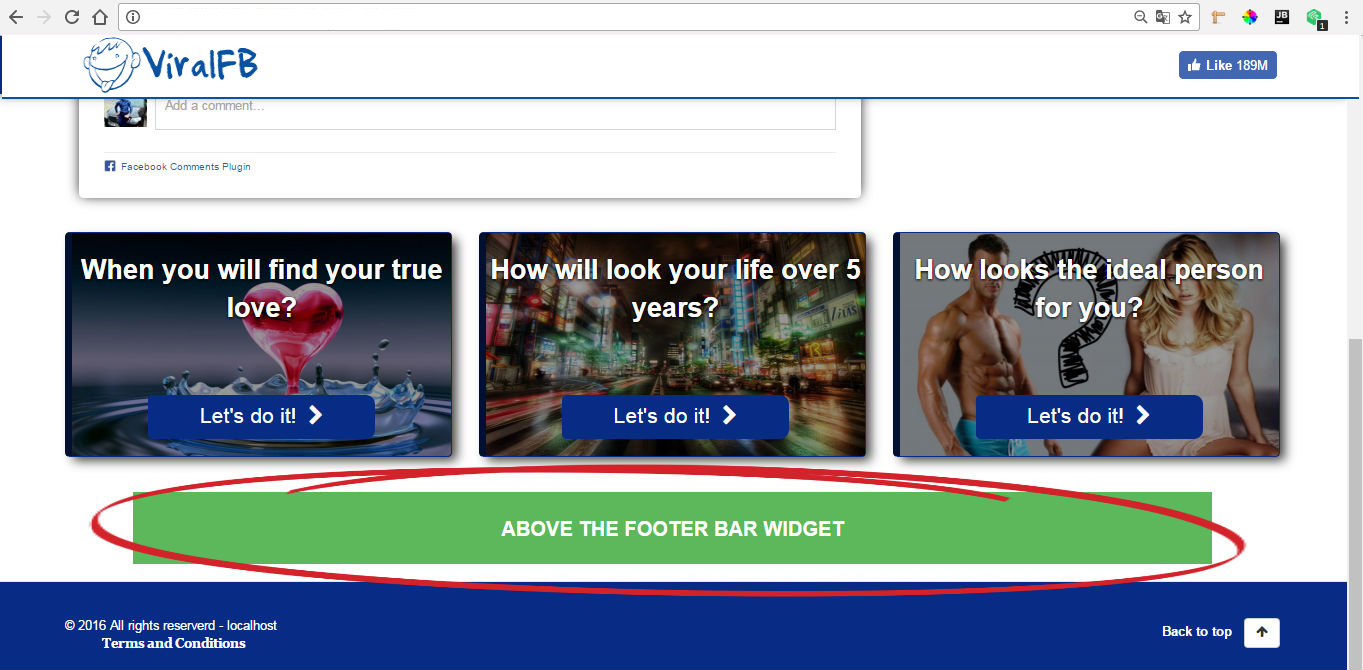 ViralFB
Like 189M
Add a comment...
Facebook Comments Plugin
When you will find your true
love?
Let's do it!
How will look your life over 5
years?
Let's do it!
How looks the ideal person
for you?
Let's do it!
ABOVE THE FOOTER BAR WIDGET
© 2016 All rights reserverd - localhost
Terms and Conditions
Back to top
JB
1